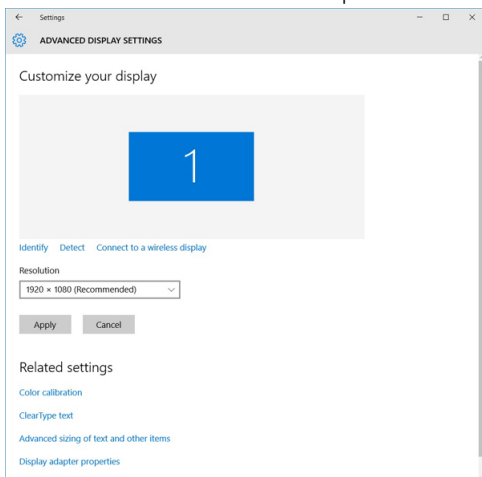 Settings
ADVANCED DISPLAY SETTINGS
Customize your display
1
Identify Detect Connect to a wireless display
Resolution
1920 × 1080 (Recommended)
Apply Cancel
Related settings
Color calibration
ClearType text
Advanced sizing of text and other items
Display adapter properties